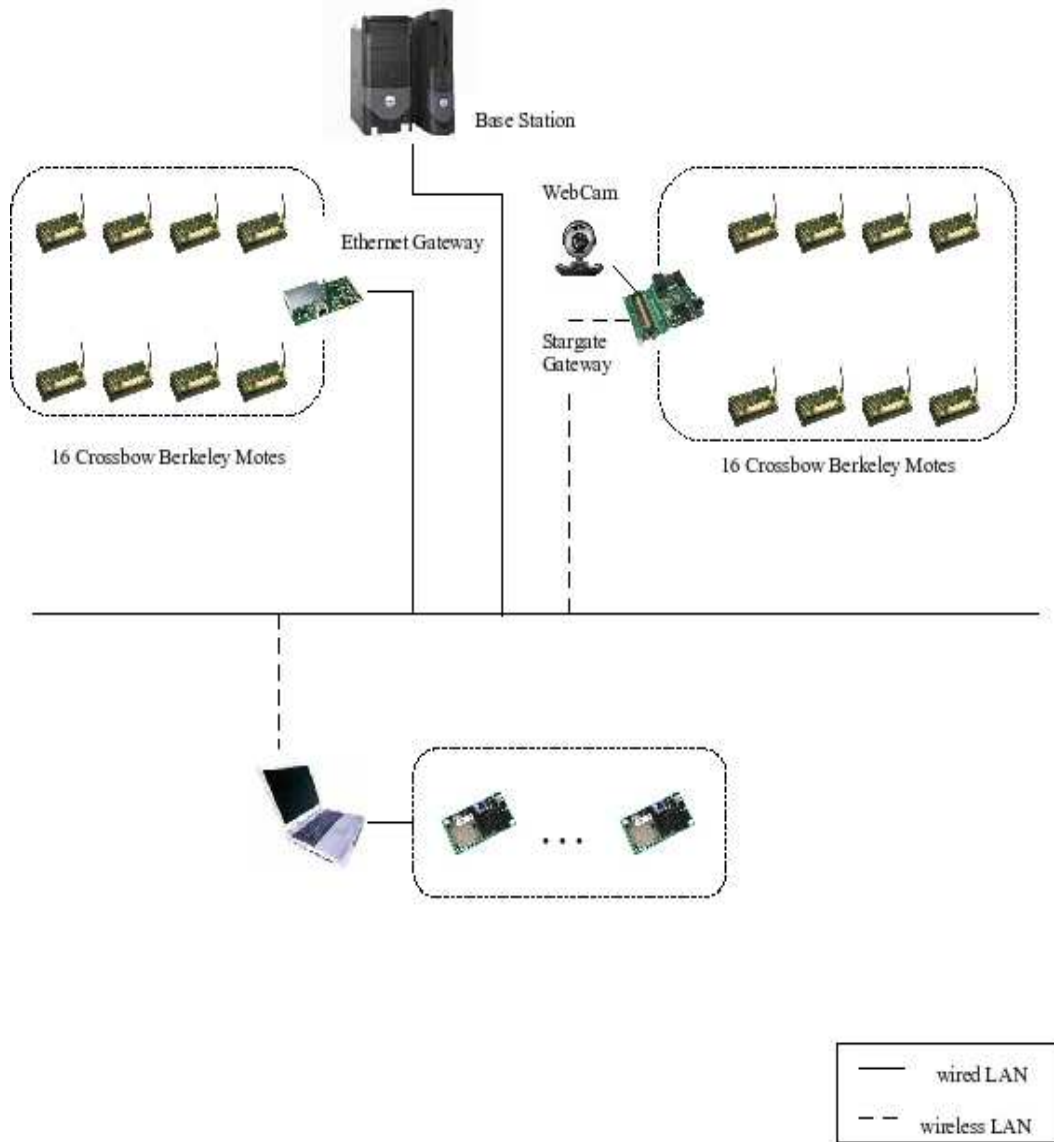 Base Station
WebCam
Ethernet Gateway
Stargate
Gateway
16 Crossbow Berkeley Motes
16 Crossbow Berkeley Motes
wired LAN
wireless LAN